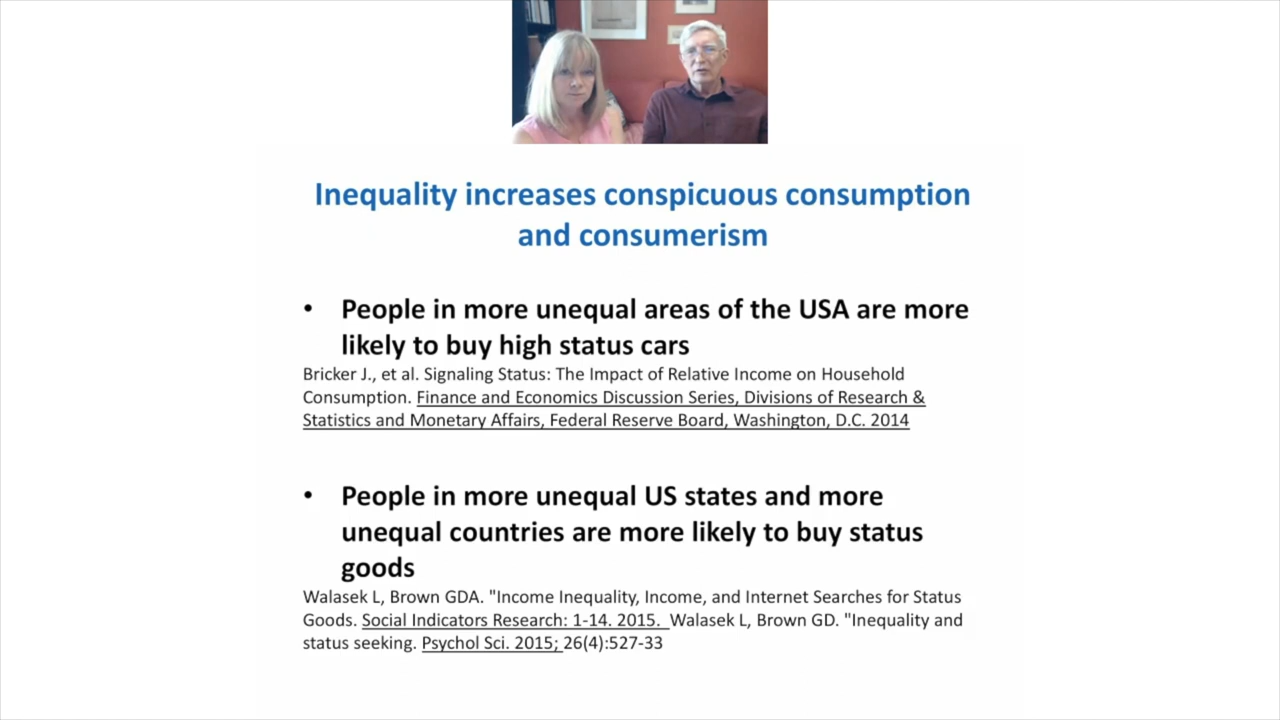 Inequality increases conspicuous consumption
and consumerism
• People in more unequal areas of the USA are more
likely to buy high status cars
Bricker J., et al. Signaling Status: The Impact of Relative Income on Household
Consumption. Finance and Economics Discussion Series, Divisions of Research &
Statistics and Monetary Affairs, Federal Reserve Board, Washington, D.C. 2014
• People in more unequal US states and more
unequal countries are more likely to buy status
goods
Walasek L, Brown GDA. "Income Inequality, Income, and Internet Searches for Status
Goods. Social Indicators Research: 1-14. 2015. Walasek L, Brown GD. "Inequality and
status seeking. Psychol Sci. 2015; 26(4):527-33